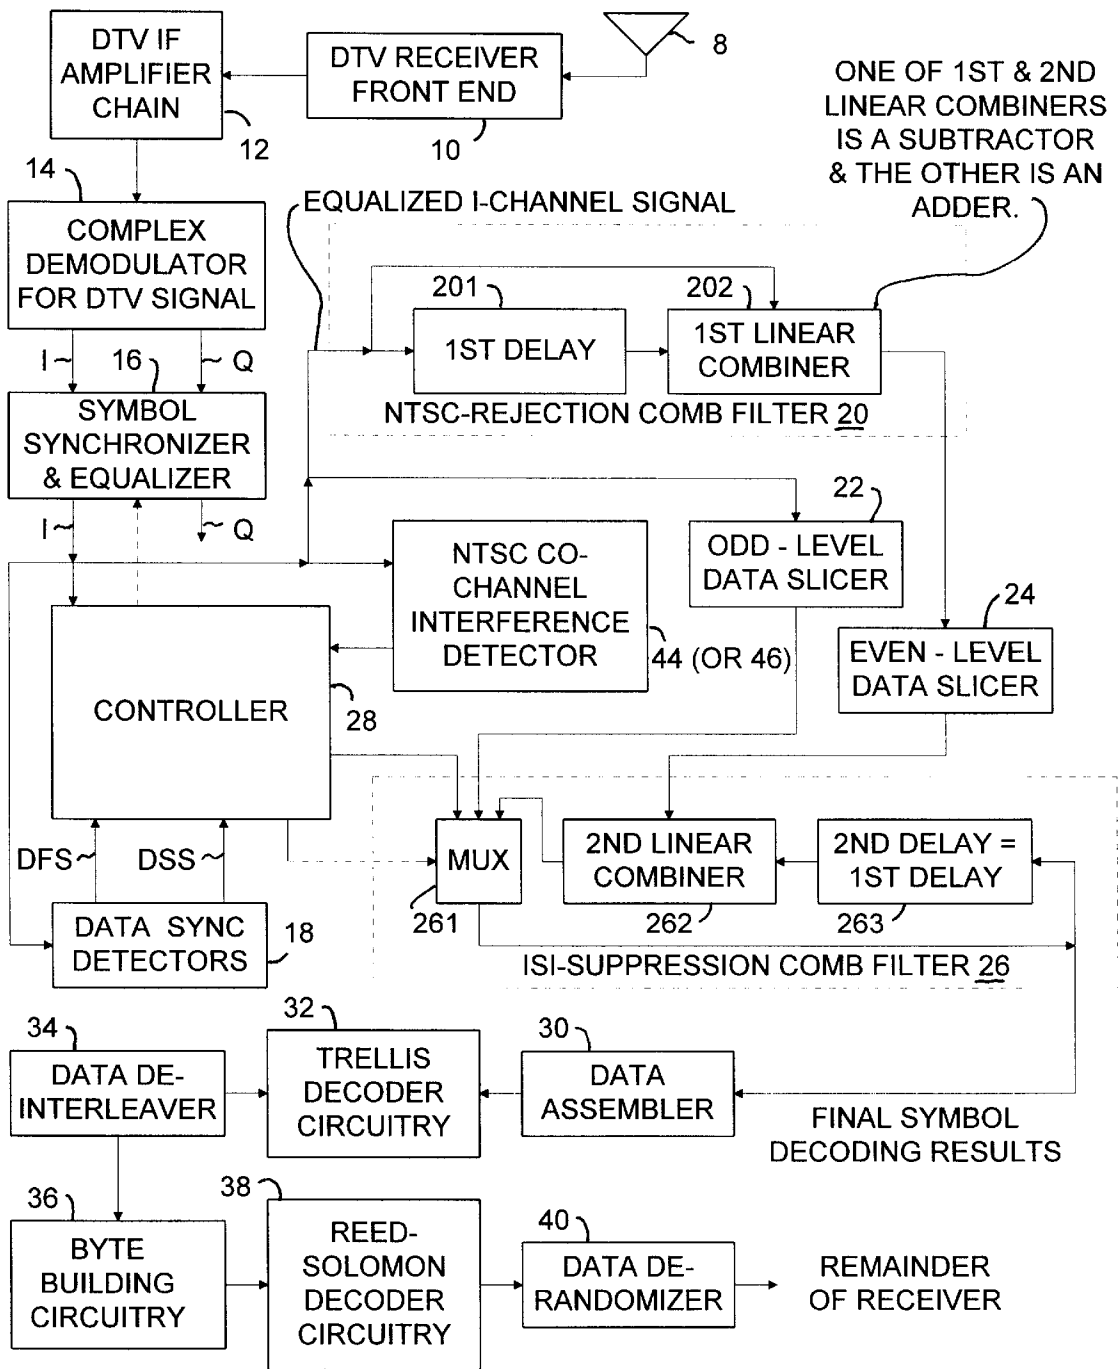 DTV IF
AMPLIFIER
CHAIN
12
DTV RECEIVER
FRONT END
10
8
ONE OF 1ST & 2ND
LINEAR COMBINERS
IS A SUBTRACTOR
& THE OTHER IS AN
ADDER.
14
COMPLEX
DEMODULATOR
FOR DTV SIGNAL
EQUALIZED I-CHANNEL SIGNAL
201
1ST DELAY
202
1ST LINEAR
COMBINER
NTSC-REJECTION COMB FILTER 20
I
16
Q
SYMBOL
SYNCHRONIZER
& EQUALIZER
I
Q
NTSC CO-
CHANNEL
INTERFERENCE
DETECTOR
44 (OR 46)
22
ODD - LEVEL
DATA SLICER
24
EVEN - LEVEL
DATA SLICER
CONTROLLER
28
DFS
DSS
MUX
261
2ND LINEAR
COMBINER
262
2ND DELAY =
1ST DELAY
263
DATA SYNC
DETECTORS
18
ISI-SUPPRESSION COMB FILTER 26
34
DATA DE-
INTERLEAVER
32
TRELLIS
DECODER
CIRCUITRY
30
DATA
ASSEMBLER
FINAL SYMBOL
DECODING RESULTS
36
BYTE
BUILDING
CIRCUITRY
38
REED-
SOLOMON
DECODER
CIRCUITRY
40
DATA DE-
RANDOMIZER
REMAINDER
OF RECEIVER